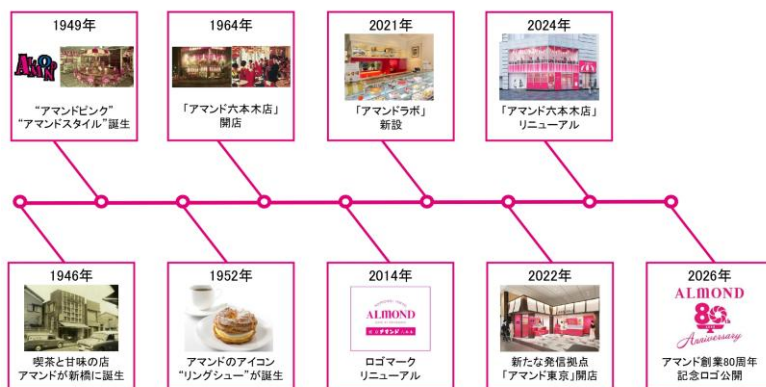 1949年
AMON
“アマンドピンク”
“アマンドスタイル”誕生
1964年
「アマンド六本木店」
開店
2021年
「アマンドラボ」
新設
2024年
「アマンド六本木店」
リニューアル
1946年
喫茶と甘味の店
アマンドが新橋に誕生
1952年
アマンドのアイコン
“リングシュー”が誕生
2014年
ALMOND
アマンド
ロゴマーク
リニューアル
2022年
新たな発信拠点
「アマンド東京」開店
2026年
ALMOND
80th
Anniversary
アマンド創業80周年
記念ロゴ公開